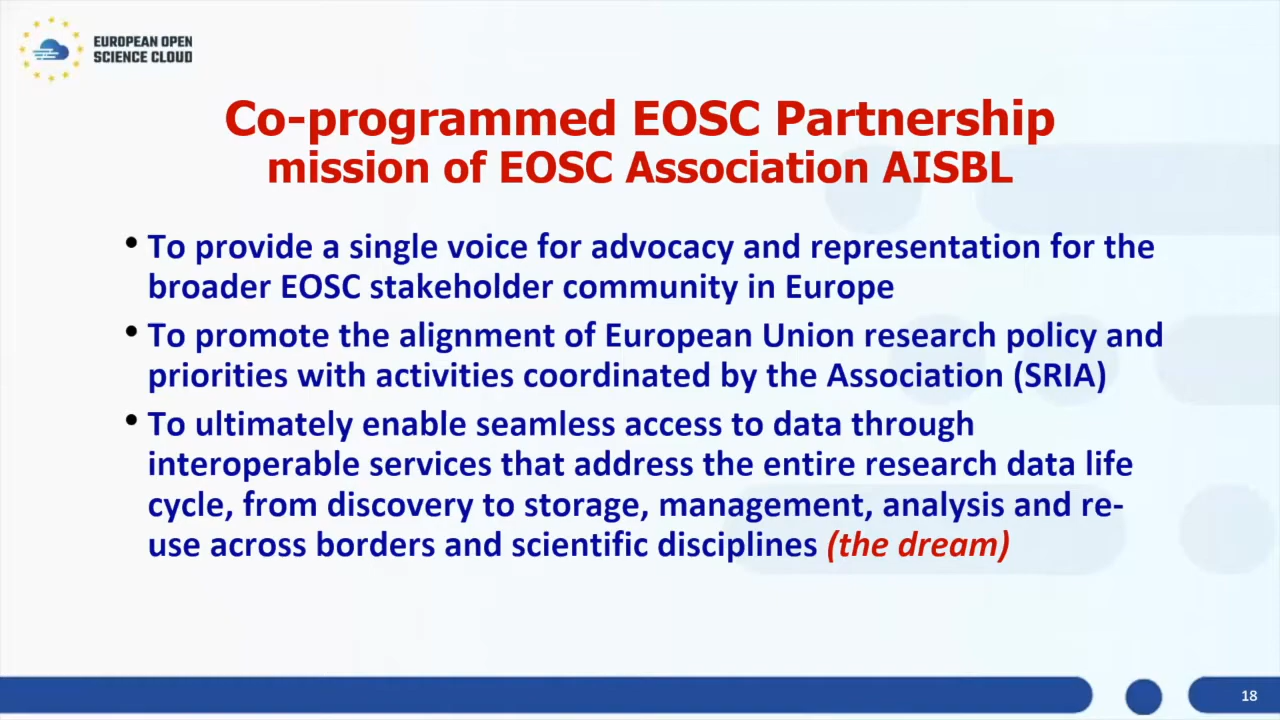 EUROPEAN OPEN
SCIENCE CLOUD
Co-programmed EOSC Partnership
mission of EOSC Association AISBL
• To provide a single voice for advocacy and representation for the
broader EOSC stakeholder community in Europe
• To promote the alignment of European Union research policy and
priorities with activities coordinated by the Association (SRIA)
• To ultimately enable seamless access to data through
interoperable services that address the entire research data life
cycle, from discovery to storage, management, analysis and re-
use across borders and scientific disciplines (the dream)
18